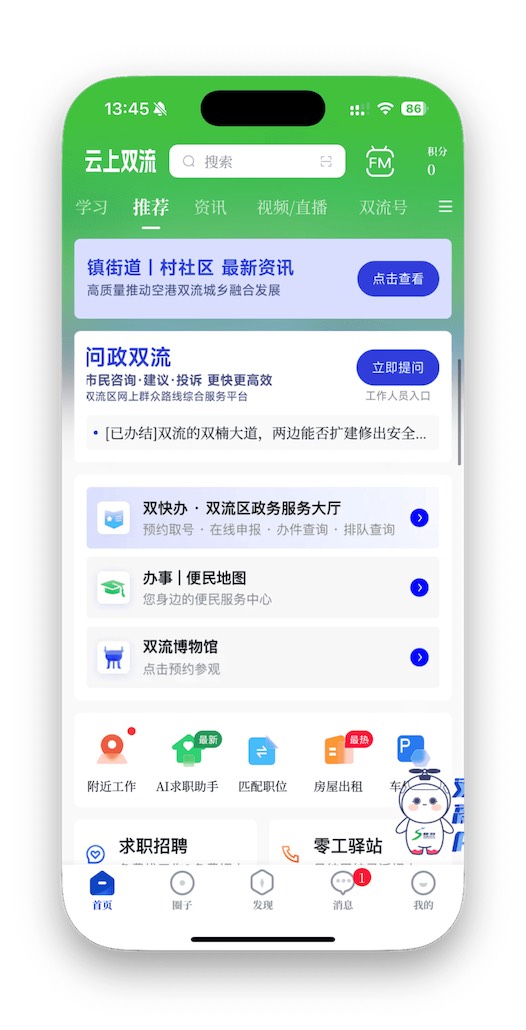 13:45
86
云上双流
搜索
FM
积分
0
学习 推荐 资讯 视频/直播 双流号
镇街道丨村社区 最新资讯
高质量推动空港双流城乡融合发展
点击查看
问政双流
市民咨询·建议·投诉 更快更高效
双流区网上群众路线综合服务平台
立即提问
工作人员入口
• [已办结]双流的双楠大道，两边能否扩建修出安全...
双快办 · 双流区政务服务大厅
预约取号 · 在线申报 · 办件查询 · 排队查询
办事 | 便民地图
您身边的便民服务中心
双流博物馆
点击预约参观
最新
最热
P
附近工作 AI求职助手 匹配职位 房屋出租
求职招聘
零工驿站
1
首页 圈子 发现 消息 我的